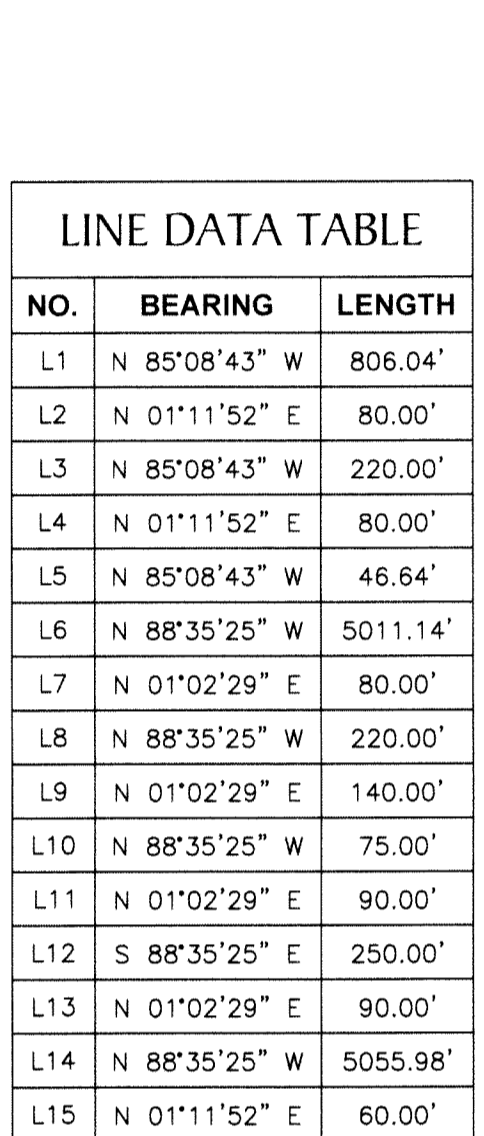 LINE DATA TABLE
NO. BEARING LENGTH
L1 N 85°08'43" W 806.04'
L2 N 01°11'52" E 80.00'
L3 N 85°08'43" W 220.00'
L4 N 01°11'52" E 80.00'
L5 N 85°08'43" W 46.64'
L6 N 88°35'25" W 5011.14'
L7 N 01°02'29" E 80.00'
L8 N 88°35'25" W 220.00'
L9 N 01°02'29" E 140.00'
L10 N 88°35'25" W 75.00'
L11 N 01°02'29" E 90.00'
L12 S 88°35'25" E 250.00'
L13 N 01°02'29" E 90.00'
L14 N 88°35'25" W 5055.98'
L15 N 01°11'52" E 60.00'